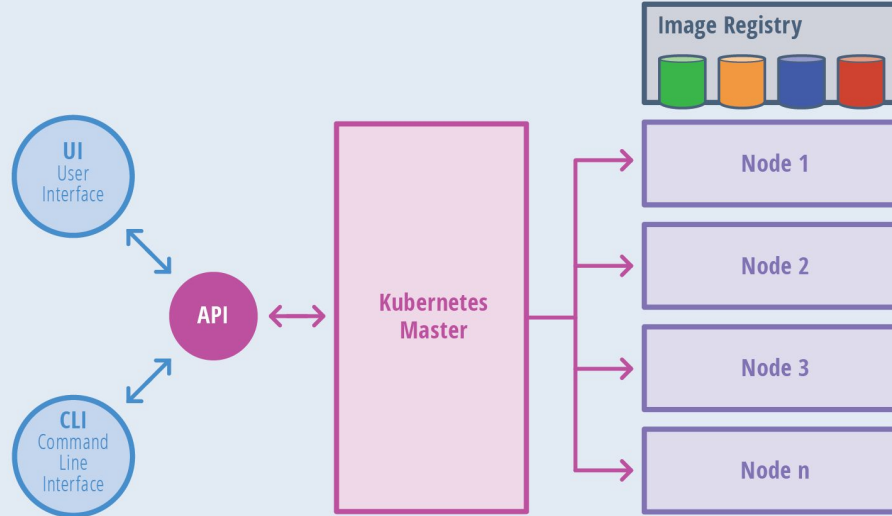 Image Registry
UI
User
Interface
Node 1
Node 2
API
Kubernetes
Master
Node 3
CLI
Command
Line
Interface
Node n